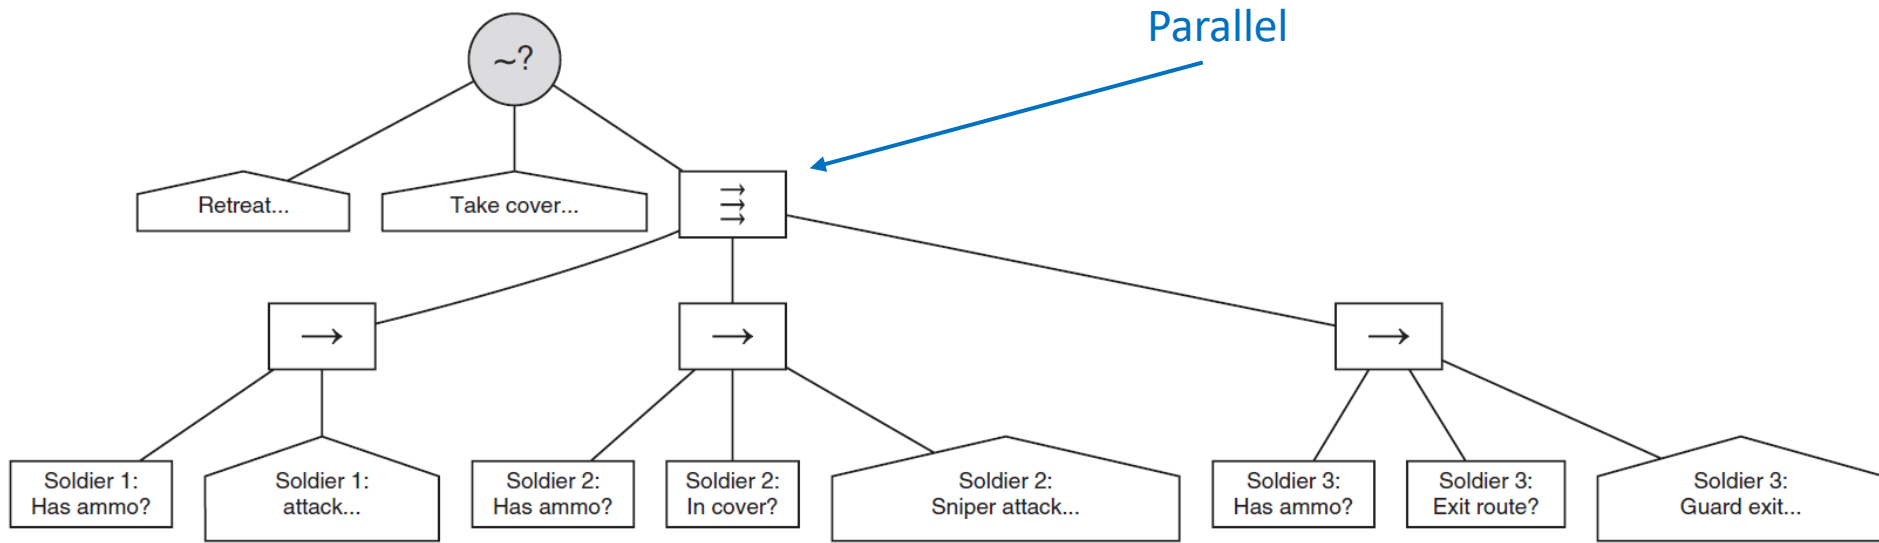 Parallel
~?
Retreat...
Take cover...
→
→
→
→
→
→
Soldier 1:
Has ammo?
Soldier 1:
attack...
Soldier 2:
Has ammo?
Soldier 2:
In cover?
Soldier 2:
Sniper attack...
Soldier 3:
Has ammo?
Soldier 3:
Exit route?
Soldier 3:
Guard exit...